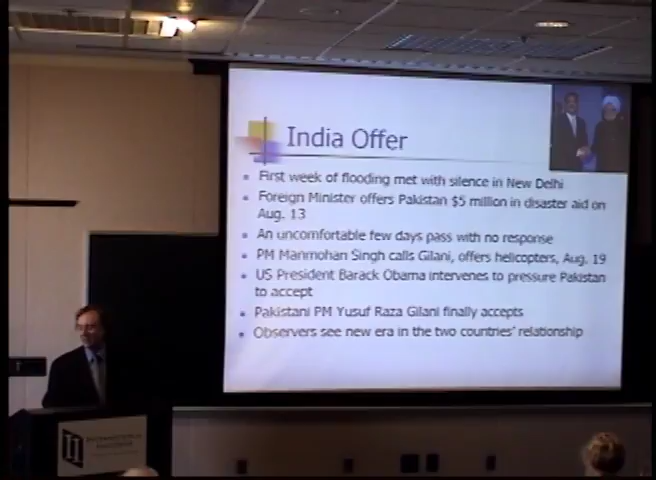 India Offer
First week of flooding met with silence in New Delhi
Foreign Minister offers Pakistan $5 million in disaster aid on
Aug. 13
An uncomfortable few days pass with no response
PM Manmohan Singh calls Gilani, offers helicopters, Aug. 19
US President Barack Obama intervenes to pressure Pakistan
to accept
Pakistani PM Yusuf Raza Gilani finally accepts
Observers see new era in the two countries' relationship